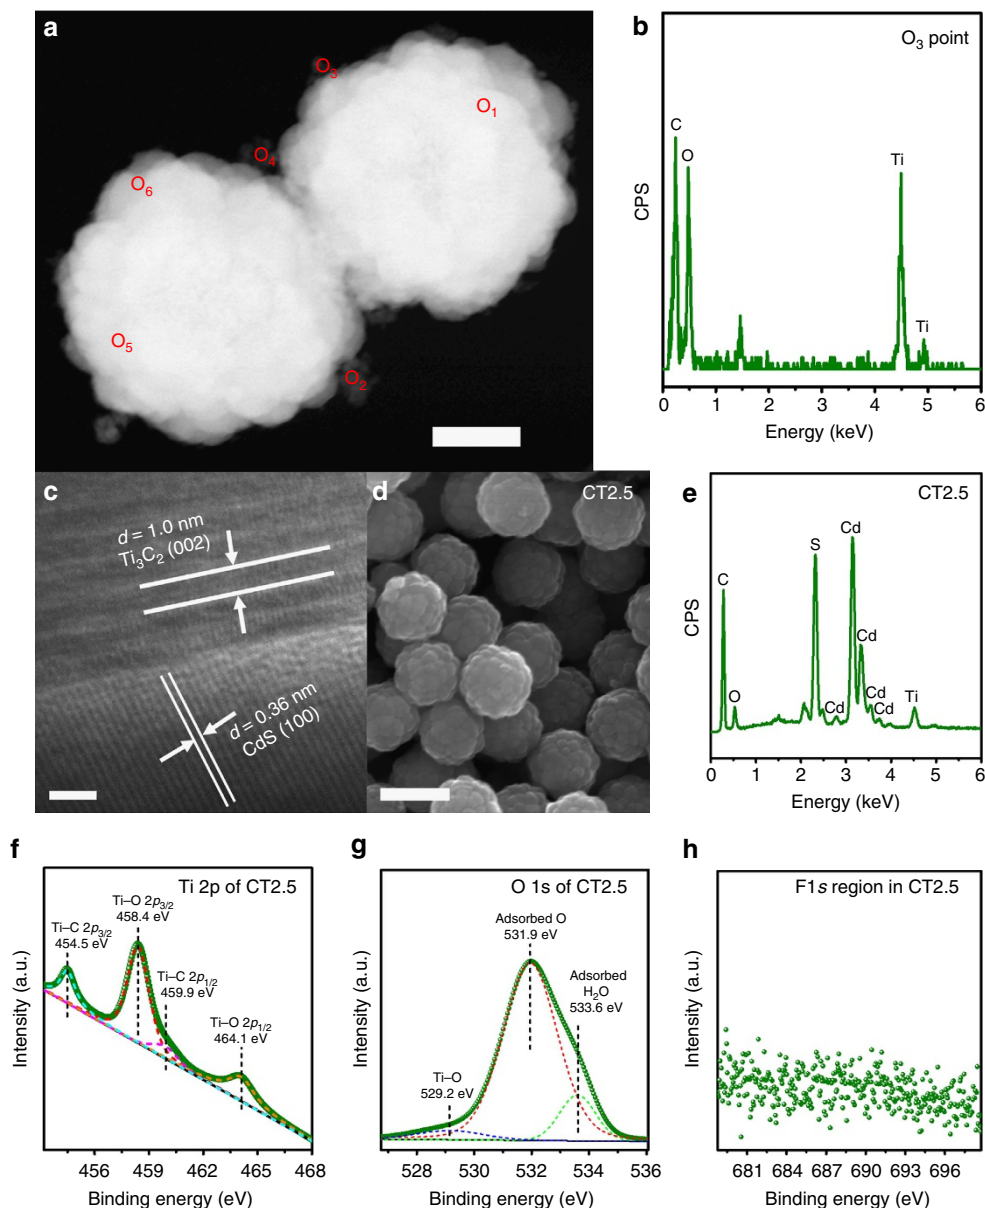 a
O3
O1
O4
O6
O5
O2
b
O3 point
C
O
Ti
Ti
CPS
0 1 2 3 4 5 6
Energy (keV)
c
d = 1.0 nm
Ti3C2 (002)
d = 0.36 nm
CdS (100)
d
CT2.5
e
CT2.5
C
O
S
Cd
Cd
Cd
Cd
Cd
Ti
CPS
0 1 2 3 4 5 6
Energy (keV)
f
Ti 2p of CT2.5
Ti–O 2p3/2
458.4 eV
Ti–C 2p3/2
454.5 eV
Ti–C 2p1/2
459.9 eV
Ti–O 2p1/2
464.1 eV
Intensity (a.u.)
456 459 462 465 468
Binding energy (eV)
g
O 1s of CT2.5
Adsorbed O
531.9 eV
Adsorbed
H2O
533.6 eV
Ti–O
529.2 eV
Intensity (a.u.)
528 530 532 534 536
Binding energy (eV)
h
F1s region in CT2.5
Intensity (a.u.)
681 684 687 690 693 696
Binding energy (eV)